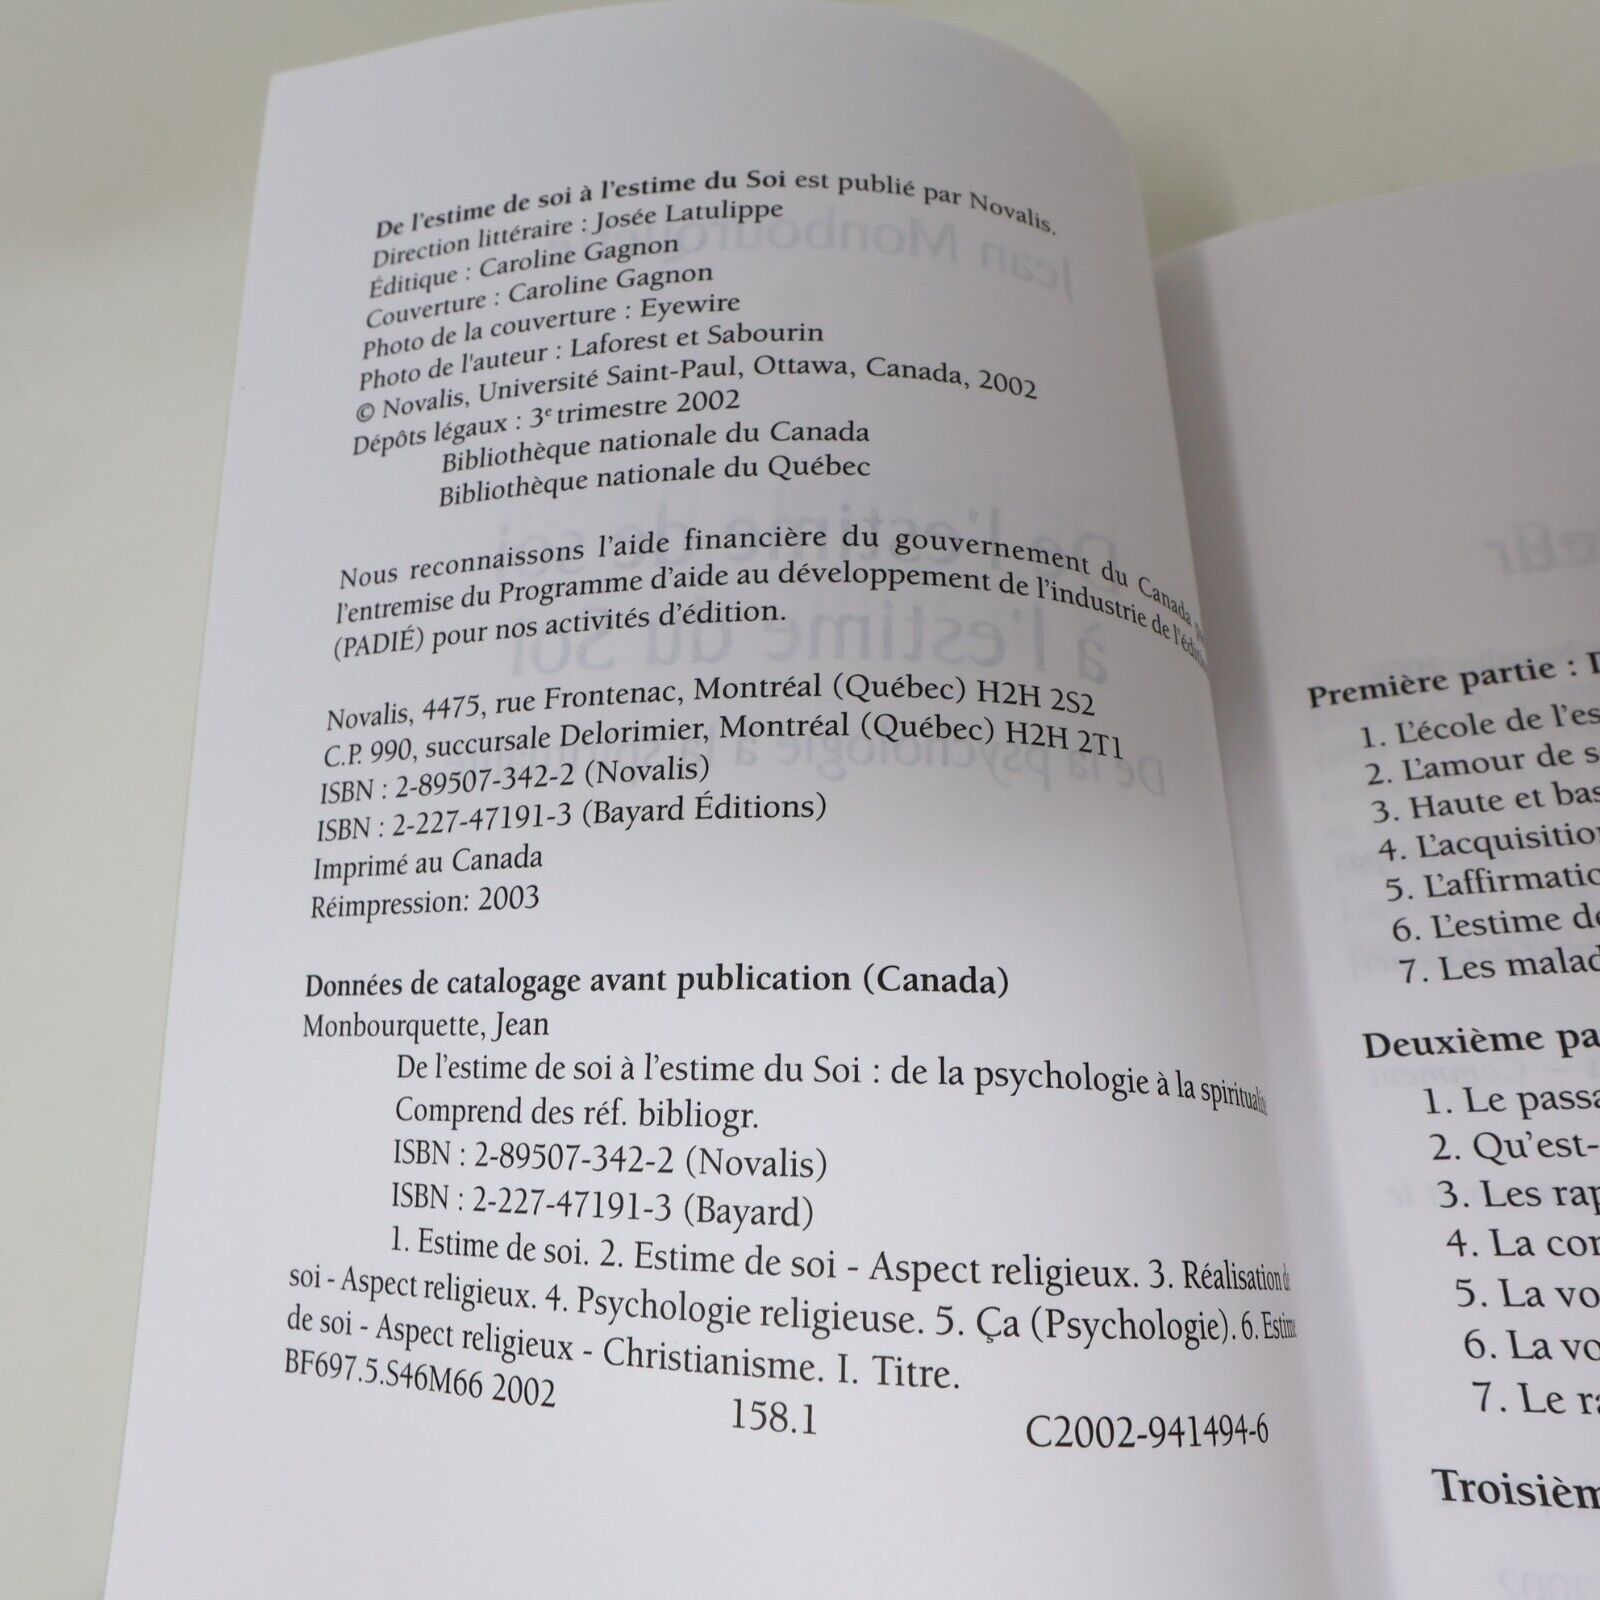 De l'estime de soi à l'estime du Soi est publié par Novalis.
Direction littéraire : Josée Latulippe
Éditique : Caroline Gagnon
Couverture : Caroline Gagnon
Photo de la couverture : Eyewire
Photo de l'auteur : Laforest et Sabourin
© Novalis, Université Saint-Paul, Ottawa, Canada, 2002
Dépôts légaux : 3e trimestre 2002
Bibliothèque nationale du Canada
Bibliothèque nationale du Québec
Nous reconnaissons l'aide financière du gouvernement du Canada
l'entremise du Programme d'aide au développement de l'industrie de l'édition
(PADIÉ) pour nos activités d'édition.
Novalis, 4475, rue Frontenac, Montréal (Québec) H2H 2S2
C.P. 990, succursale Delorimier, Montréal (Québec) H2H 2T1
ISBN : 2-89507-342-2 (Novalis)
ISBN : 2-227-47191-3 (Bayard Éditions)
Imprimé au Canada
Réimpression: 2003
Données de catalogage avant publication (Canada)
Monbourquette, Jean
De l'estime de soi à l'estime du Soi : de la psychologie à la spiritualité
Comprend des réf. bibliogr.
ISBN : 2-89507-342-2 (Novalis)
ISBN : 2-227-47191-3 (Bayard)
1. Estime de soi. 2. Estime de soi - Aspect religieux. 3. Réalisation de
soi - Aspect religieux. 4. Psychologie religieuse. 5. Ça (Psychologie). 6. Estime
de soi - Aspect religieux - Christianisme. I. Titre.
BF697.5.S46M66 2002 158.1 C2002-941494-6
Première partie : D
1. L'école de l'es
2. L'amour de s
3. Haute et bas
4. L'acquisition
5. L'affirmatio
6. L'estime de
7. Les malad
Deuxième pa
1. Le passa
2. Qu'est-
3. Les rap
4. La cor
5. La vo
6. La vo
7. Le ra
Troisièm